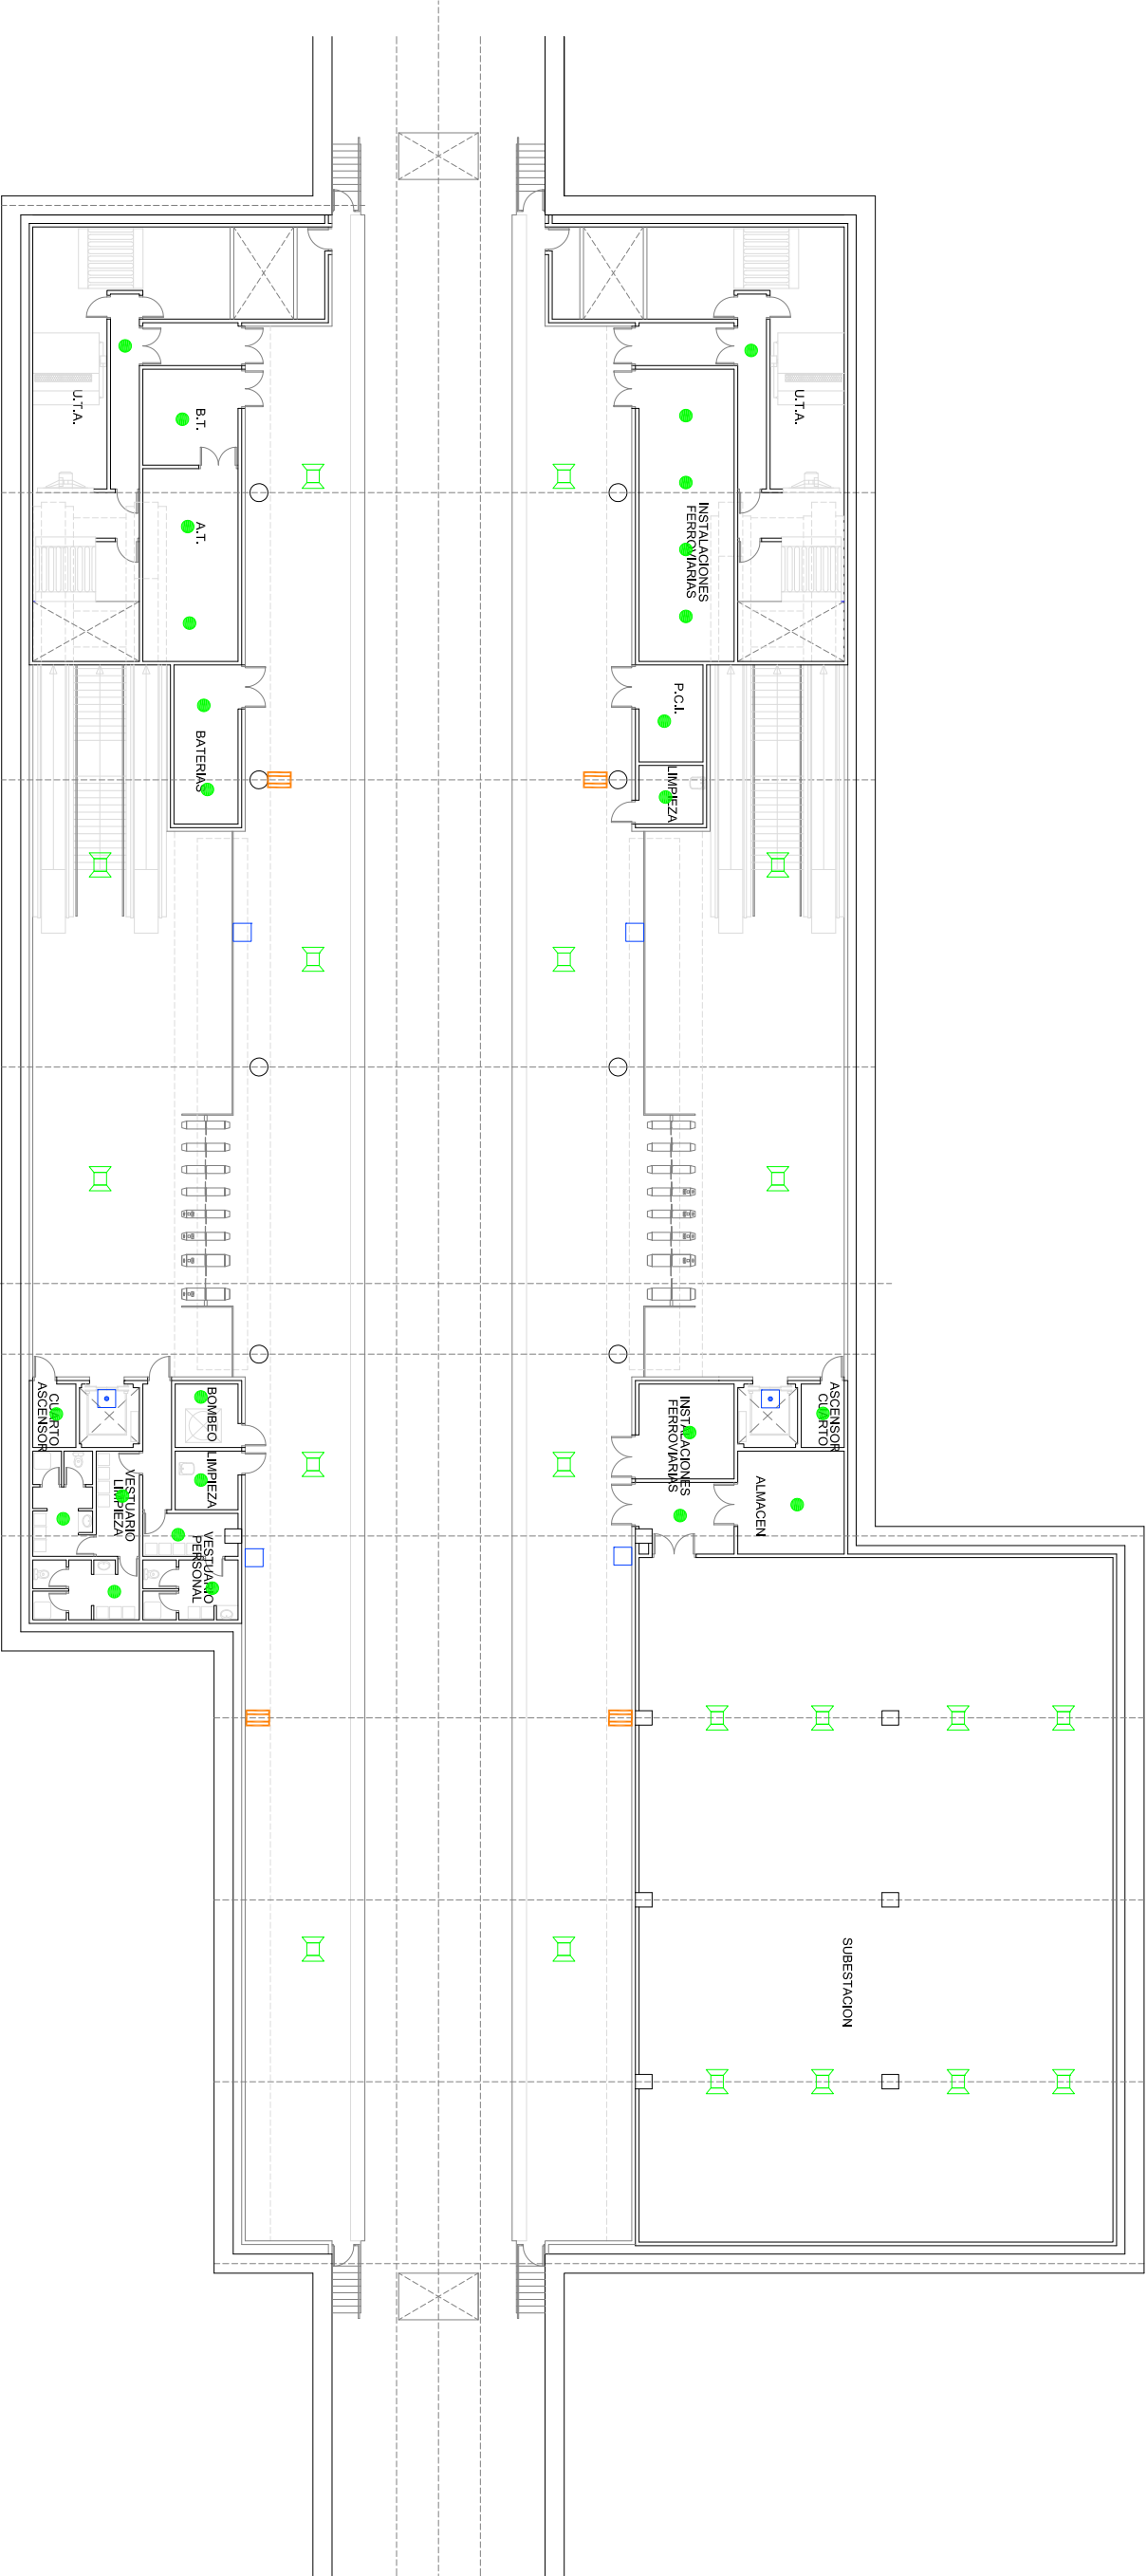 U.T.A.
B.T.
U.T.A.
A.T.
INSTALACIONES
FERROVIARIAS
P.C.I.
BATERIAS
LIMPIEZA
CUARTO
ASCENSOR
BOMBEO
INSTALACIONES
FERROVIARIAS
ASCENSOR
CUARTO
LIMPIEZA
VESTUARIO
LIMPIEZA
ALMACEN
VESTUARIO
PERSONAL
SUBESTACION